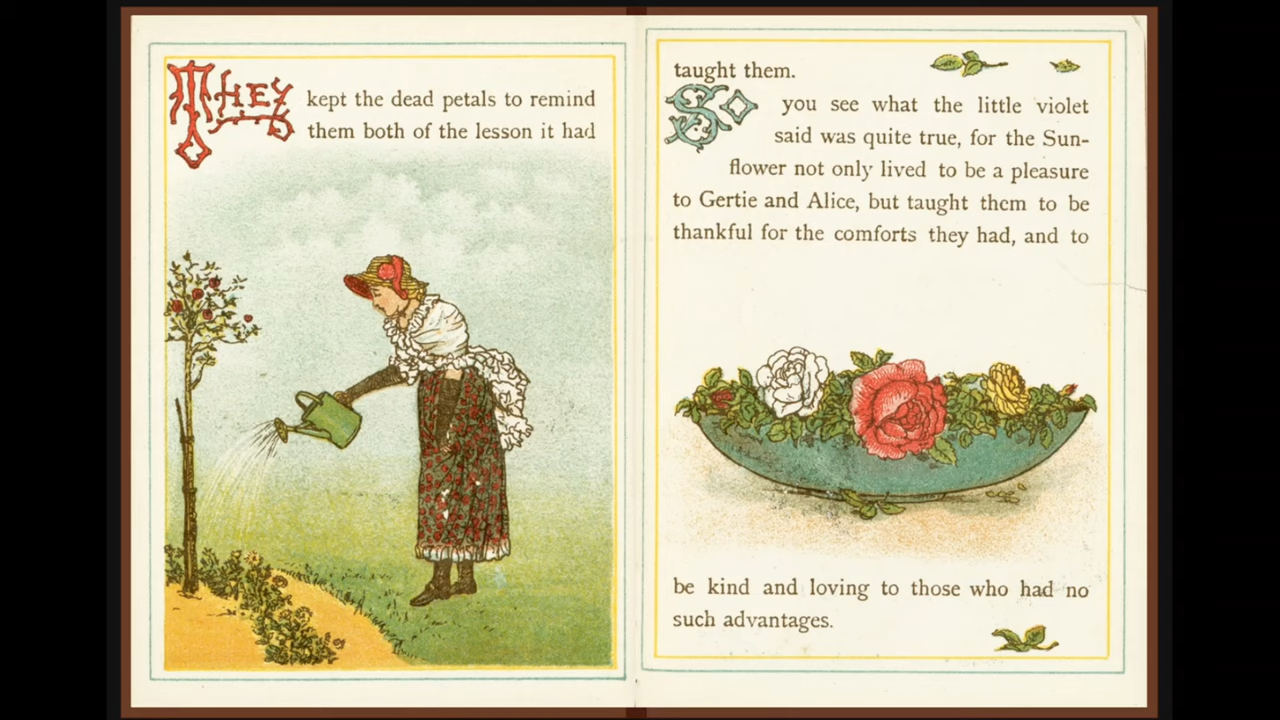 THEY kept the dead petals to remind
them both of the lesson it had
taught them.
So you see what the little violet
said was quite true, for the Sun-
flower not only lived to be a pleasure
to Gertie and Alice, but taught them to be
thankful for the comforts they had, and to
be kind and loving to those who had no
such advantages.